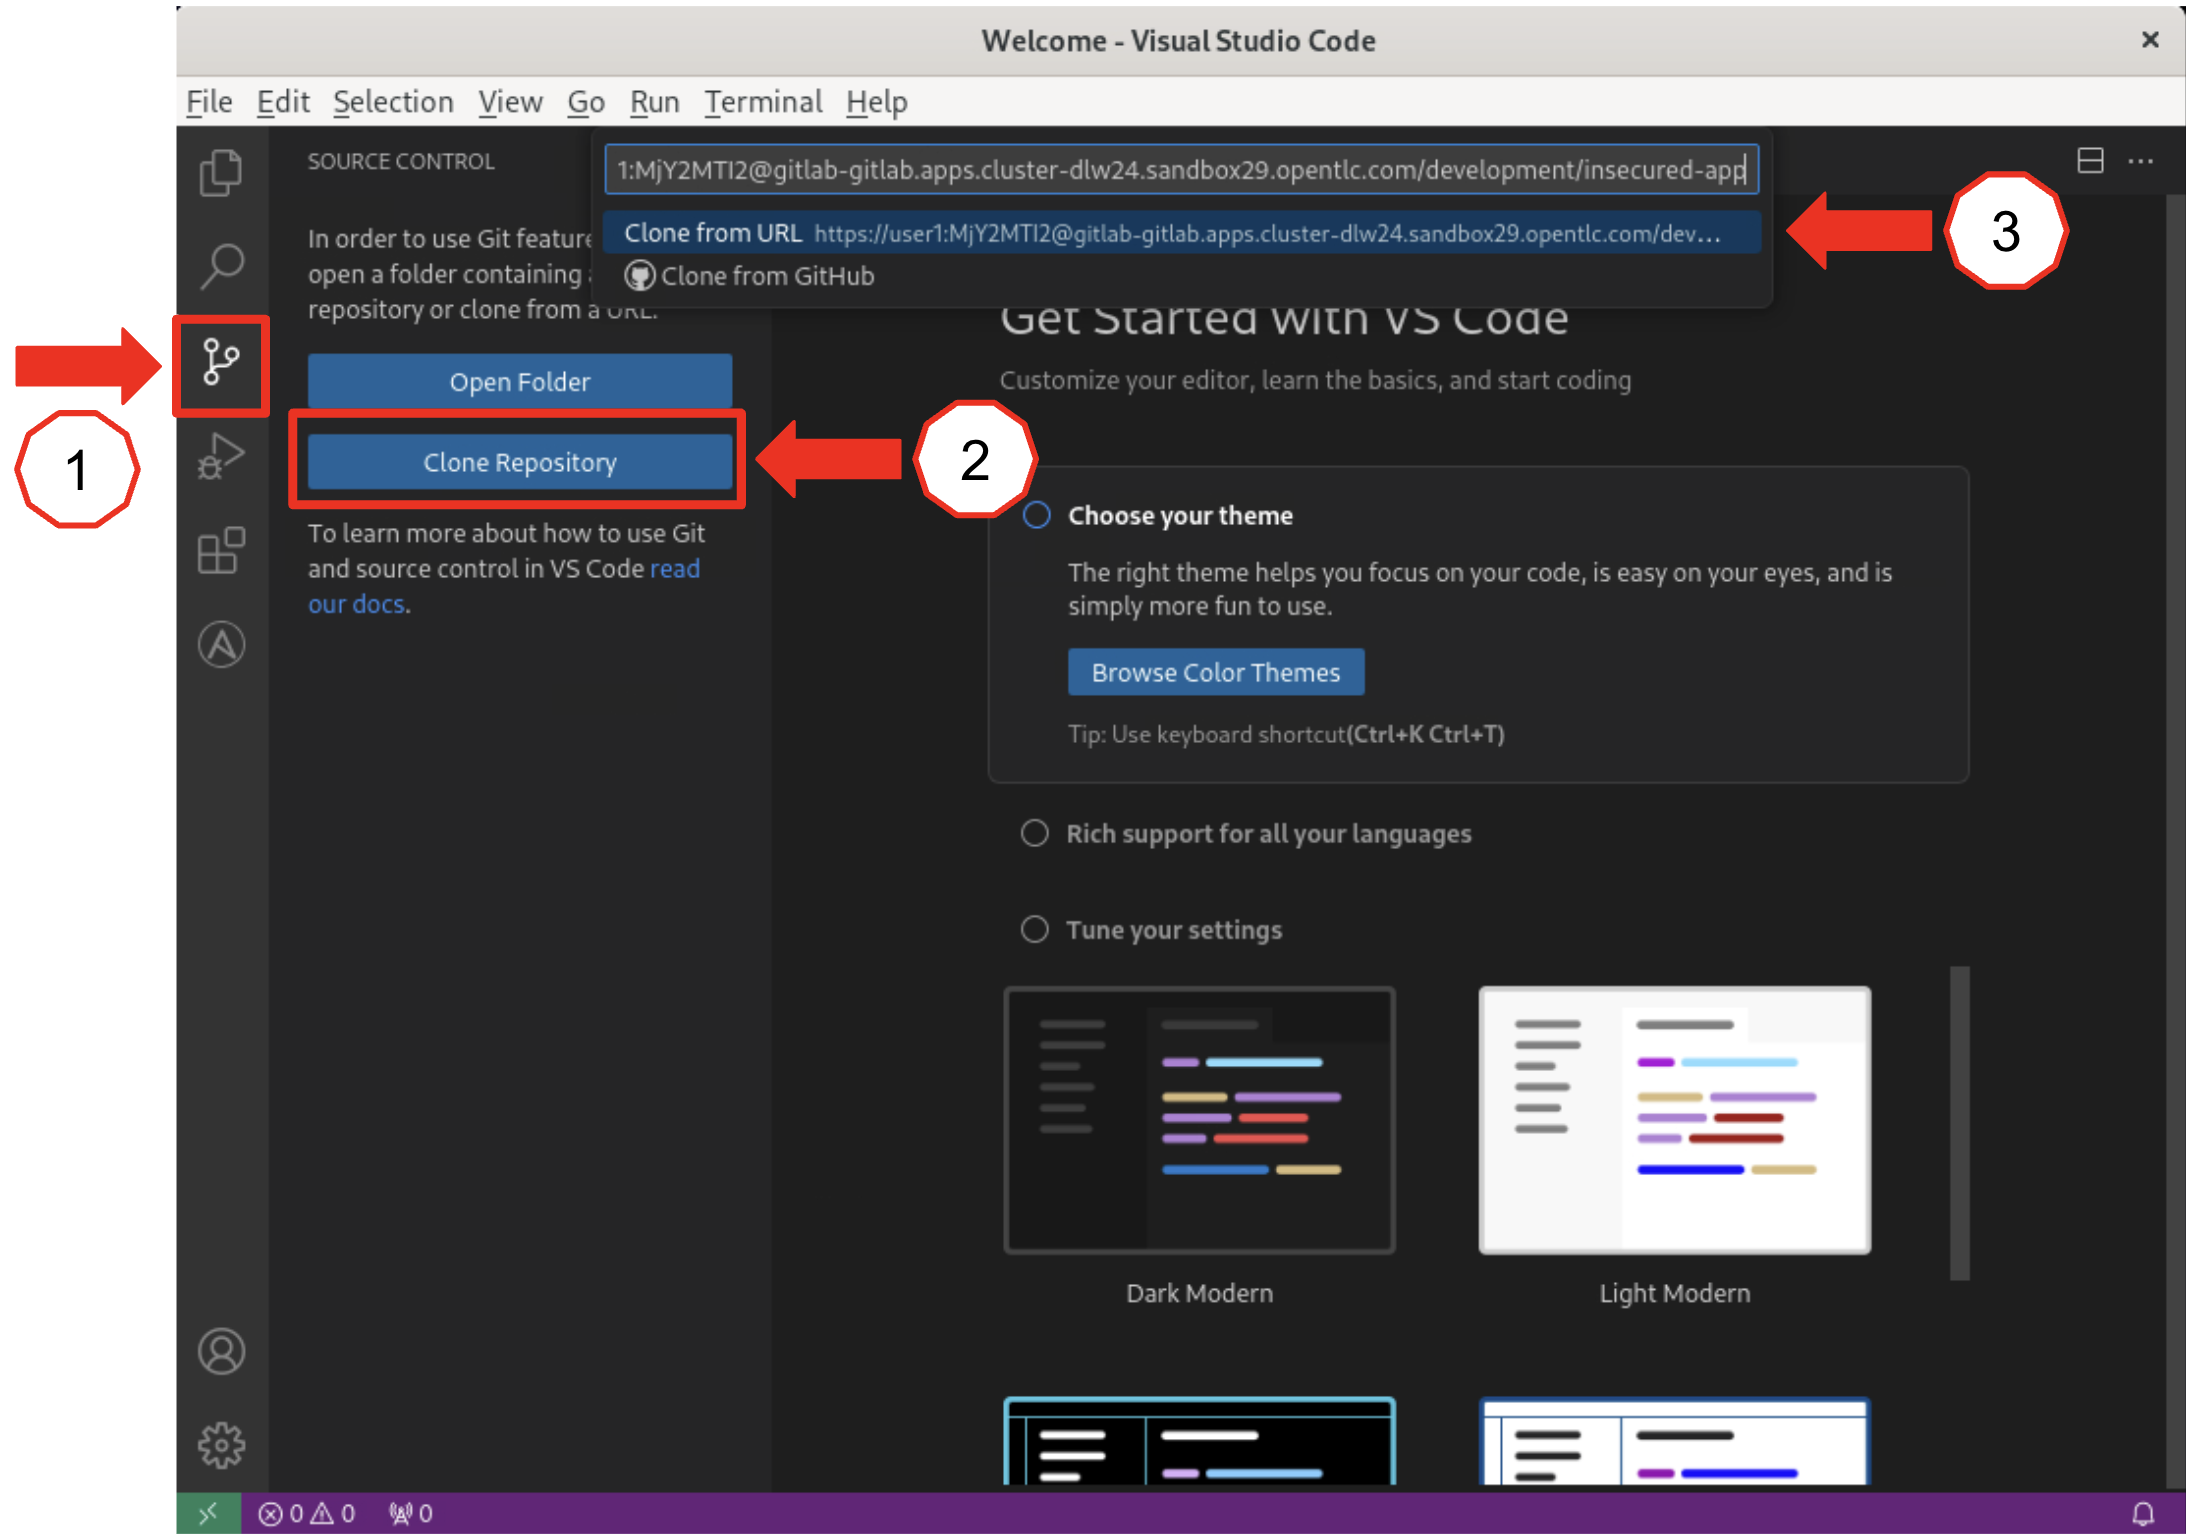 Welcome - Visual Studio Code
File Edit Selection View Go Run Terminal Help
SOURCE CONTROL
1:MjY2MTI2@gitlab-gitlab.apps.cluster-dlw24.sandbox29.opentlc.com/development/insecured-app
Clone from URL https://user1:MjY2MTI2@gitlab-gitlab.apps.cluster-dlw24.sandbox29.opentlc.com/dev...
Clone from GitHub
3
In order to use Git feature
open a folder containing
repository or clone from a URL.
Open Folder
Clone Repository
1
2
To learn more about how to use Git
and source control in VS Code read
our docs.
Get Started with VS Code
Customize your editor, learn the basics, and start coding
Choose your theme
The right theme helps you focus on your code, is easy on your eyes, and is
simply more fun to use.
Browse Color Themes
Tip: Use keyboard shortcut(Ctrl+K Ctrl+T)
Rich support for all your languages
Tune your settings
Dark Modern
Light Modern
0 0 0